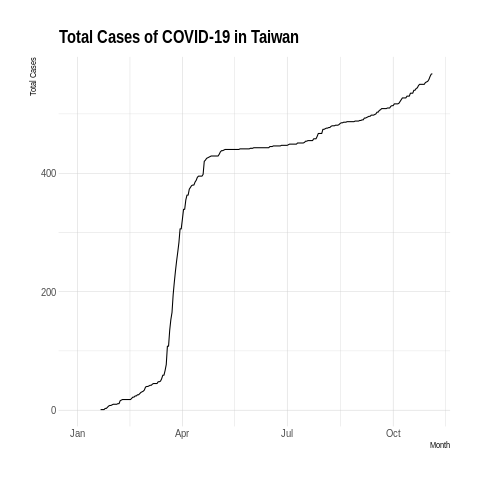 Total Cases of COVID-19 in Taiwan
Total Cases
400
200
0
Jan Apr Jul Oct
Month